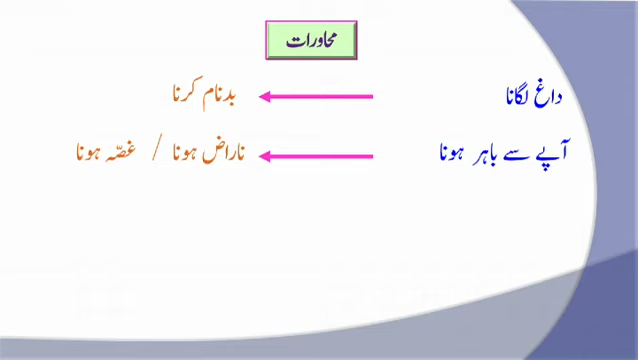 محاورات
داغ لگانا بدنام کرنا
آپے سے باہر ہونا ناراض ہونا / غصّہ ہونا